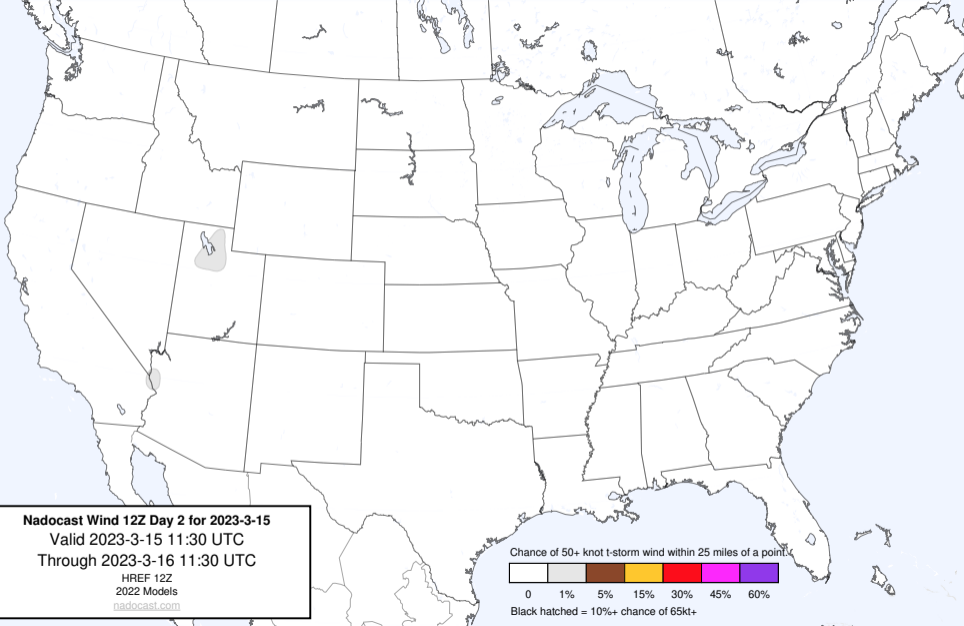 Nadocast Wind 12Z Day 2 for 2023-3-15
Valid 2023-3-15 11:30 UTC
Through 2023-3-16 11:30 UTC
HREF 12Z
2022 Models
nadocast.com
Chance of 50+ knot t-storm wind within 25 miles of a point.
0 1% 5% 15% 30% 45% 60%
Black hatched = 10%+ chance of 65kt+